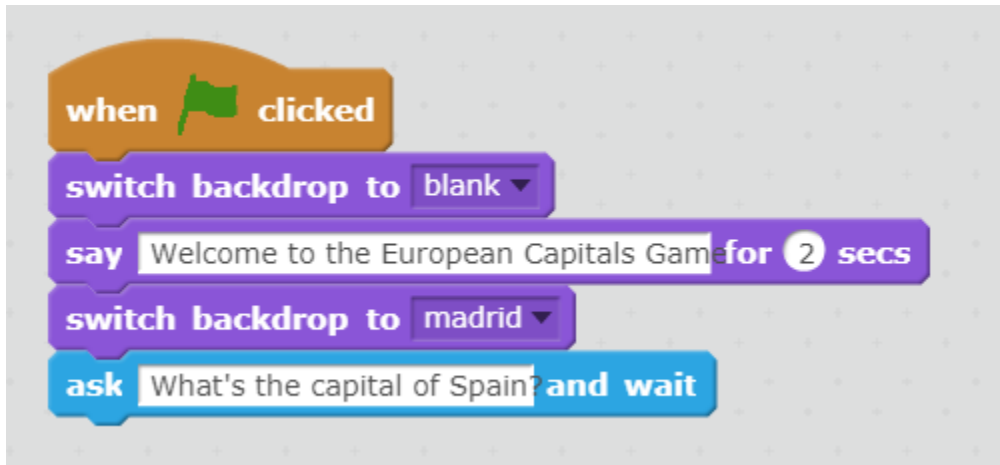 when clicked
switch backdrop to blank
say Welcome to the European Capitals Game for 2 secs
switch backdrop to madrid
ask What's the capital of Spain? and wait